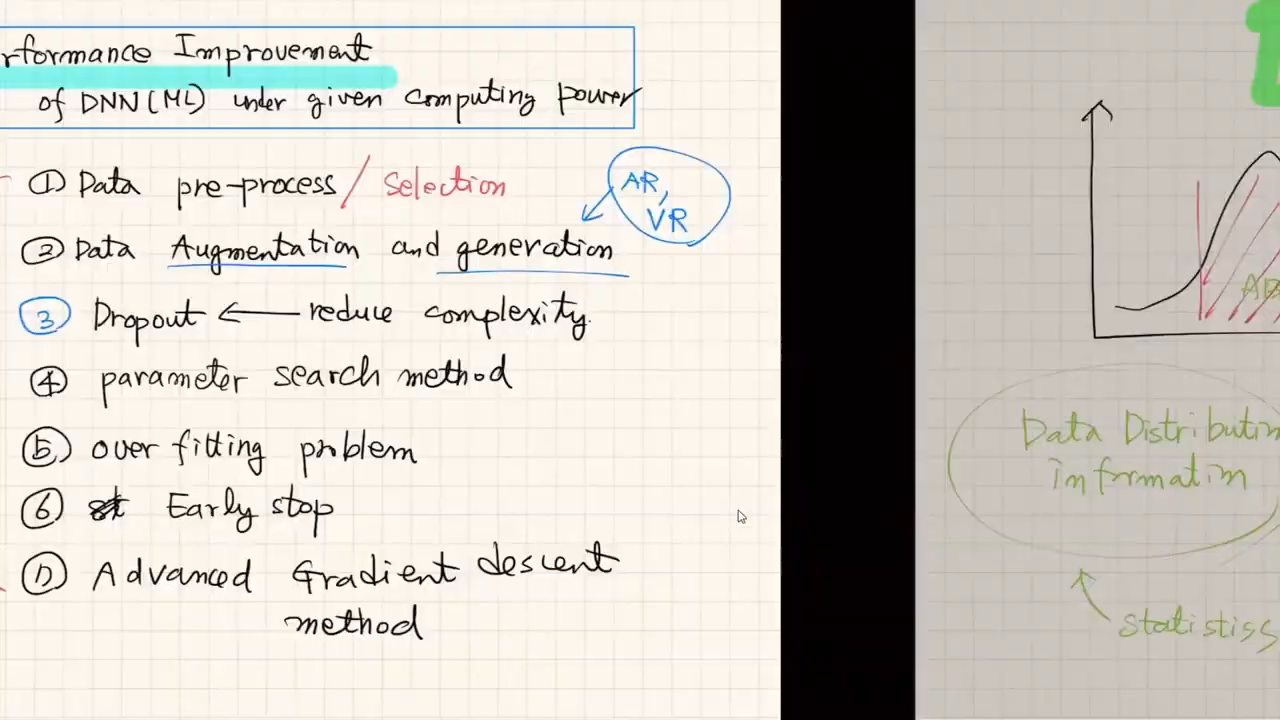 rformance Improvement
of DNN(ML) under given computing power
① Data pre-process / Selection
AR,
VR
② Data Augmentation and generation
③ Dropout ← reduce complexity.
④ parameter search method
⑤ over fitting problem
⑥ Early stop
⑦ Advanced Gradient descent
method
Data Distributin
informatin
statistiss